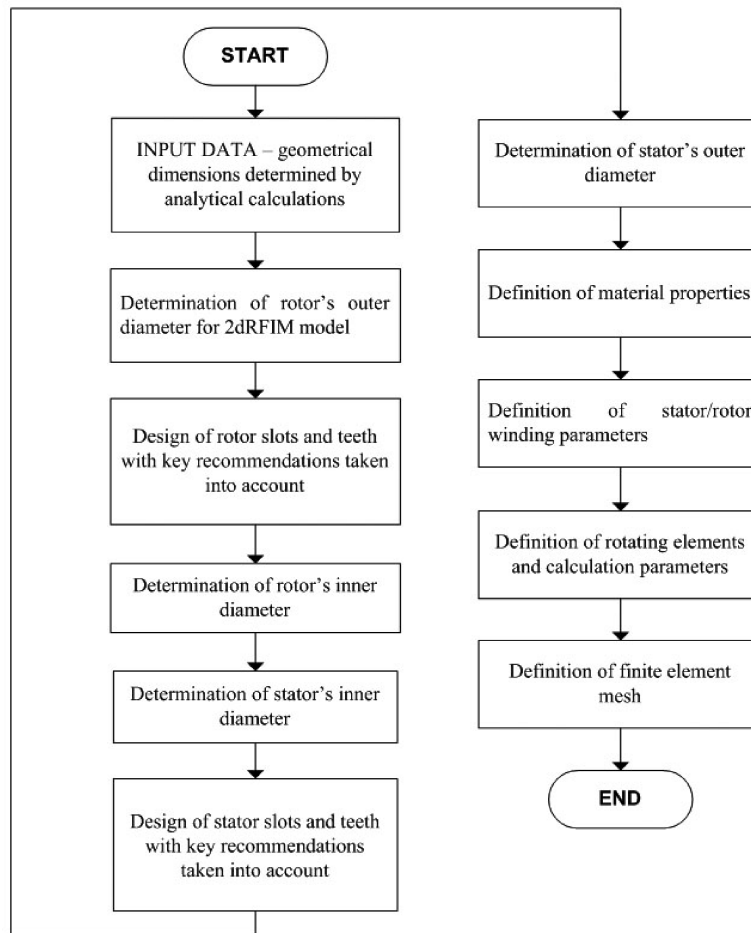 START
INPUT DATA – geometrical
dimensions determined by
analytical calculations
Determination of rotor's outer
diameter for 2dRFIM model
Design of rotor slots and teeth
with key recommendations taken
into account
Determination of rotor's inner
diameter
Determination of stator's inner
diameter
Design of stator slots and teeth
with key recommendations
taken into account
Determination of stator's outer
diameter
Definition of material properties
Definition of stator/rotor
winding parameters
Definition of rotating elements
and calculation parameters
Definition of finite element
mesh
END